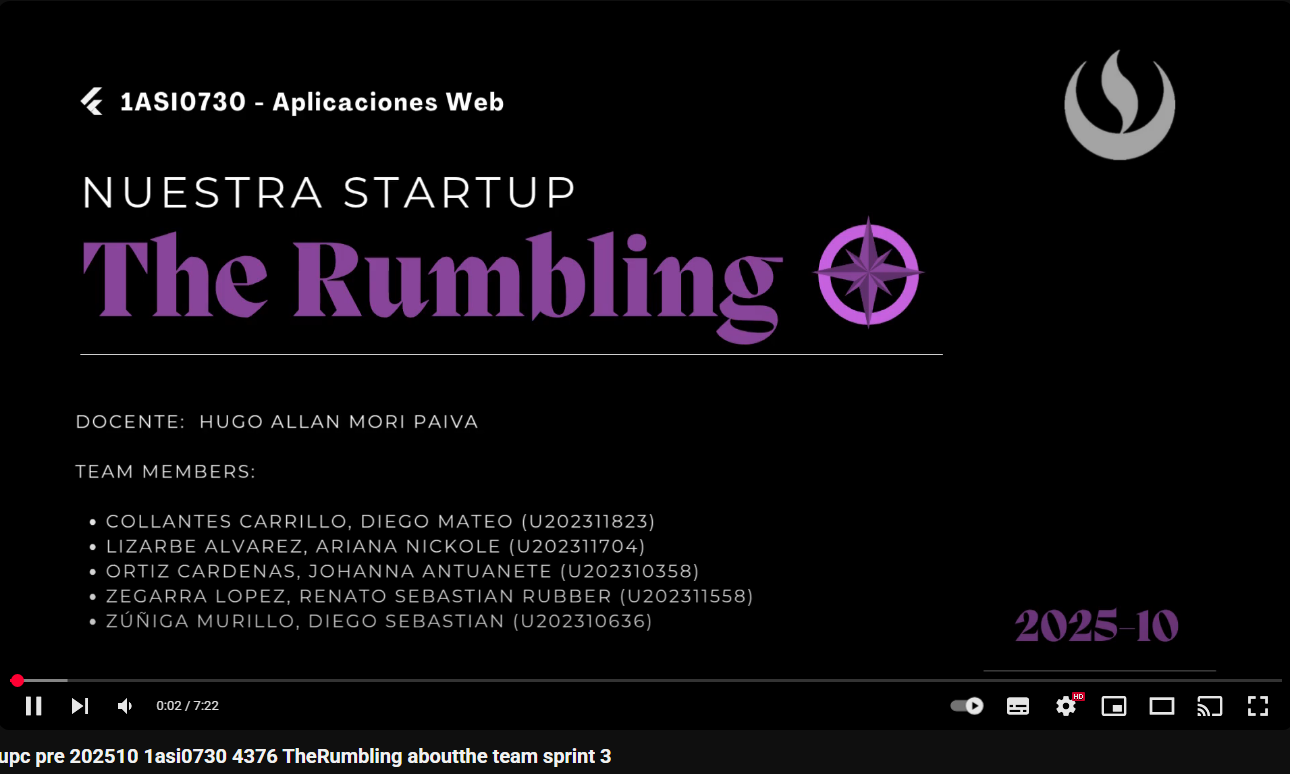 1ASI0730 - Aplicaciones Web
NUESTRA STARTUP
The Rumbling
DOCENTE: HUGO ALLAN MORI PAIVA
TEAM MEMBERS:
• COLLANTES CARRILLO, DIEGO MATEO (U202311823)
• LIZARBE ALVAREZ, ARIANA NICKOLE (U202311704)
• ORTIZ CARDENAS, JOHANNA ANTUANETE (U202310358)
• ZEGARRA LOPEZ, RENATO SEBASTIAN RUBBER (U202311558)
• ZÚÑIGA MURILLO, DIEGO SEBASTIAN (U202310636)
2025-10
0:02 / 7:22
HD
upc pre 202510 1asi0730 4376 TheRumbling aboutthe team sprint 3